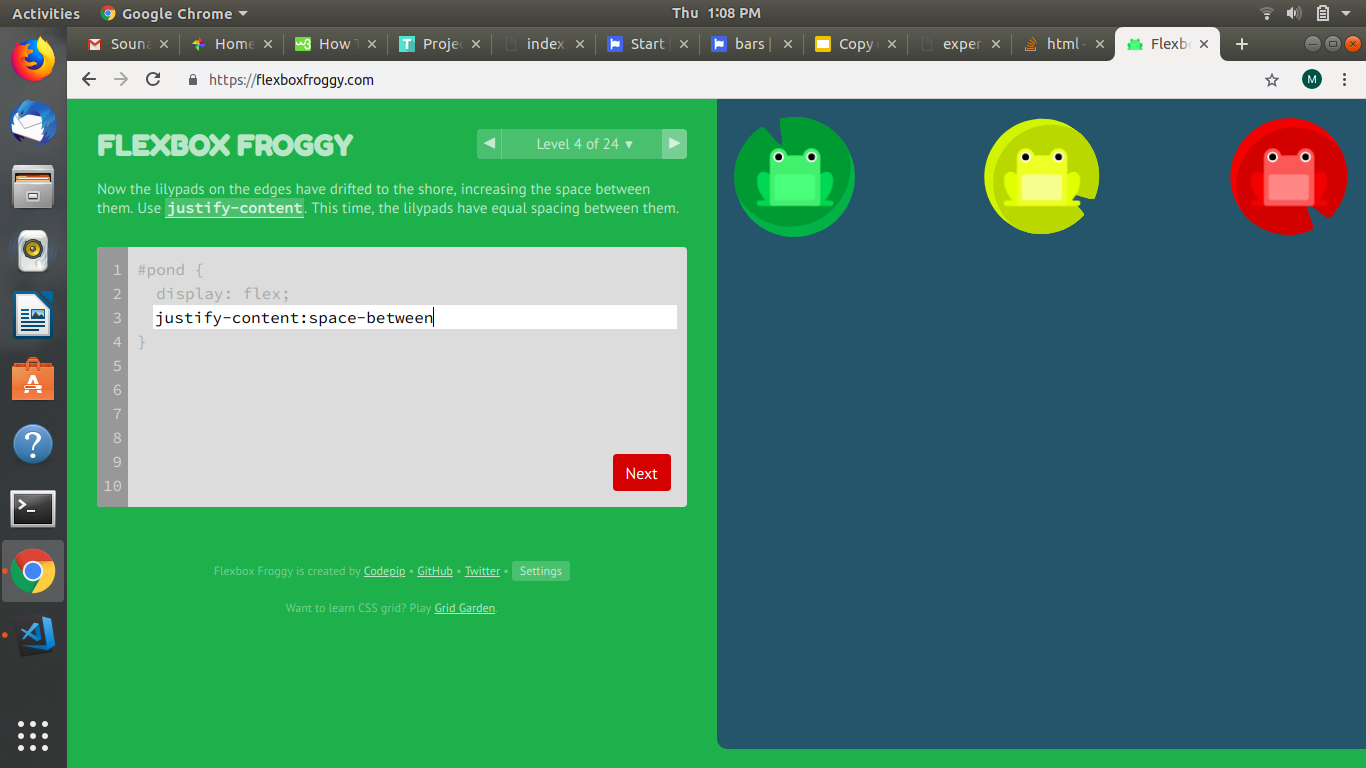 Activities Google Chrome Thu 1:08 PM
Souna Home How T Proje index Start bars | Copy exper html - Flexb
https://flexboxfroggy.com M
FLEXBOX FROGGY
◀ Level 4 of 24 ▾ ▶
Now the lilypads on the edges have drifted to the shore, increasing the space between
them. Use justify-content. This time, the lilypads have equal spacing between them.
1 #pond {
2 display: flex;
3 justify-content:space-between
4 }
5
6
7
8
9
10
Next
Flexbox Froggy is created by Codepip • GitHub • Twitter • Settings
Want to learn CSS grid? Play Grid Garden.